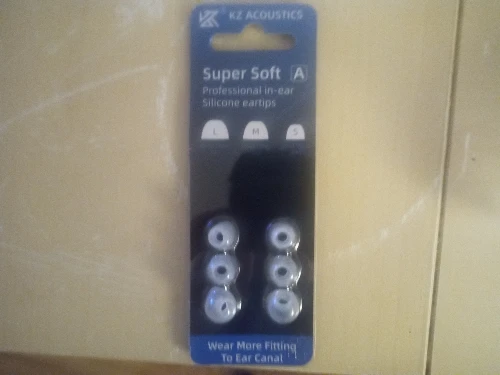 KZ ACOUSTICS
Super Soft A
Professional in-ear
Silicone eartips
L M S
Wear More Fitting
To Ear Canal